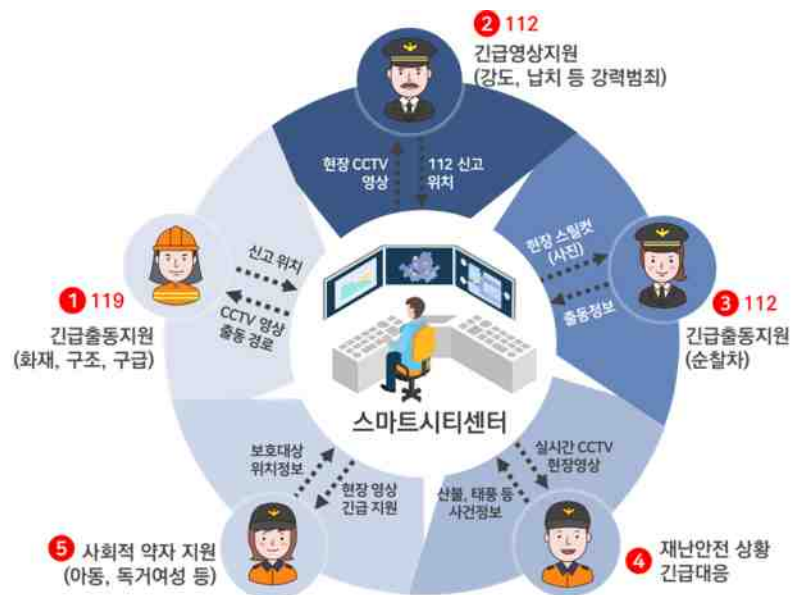 2 112
긴급영상지원
(강도, 납치 등 강력범죄)
현장 CCTV
영상
112 신고
위치
신고 위치
CCTV 영상
출동 경로
1 119
긴급출동지원
(화재, 구조, 구급)
현장 스틸컷
(사진)
출동정보
3 112
긴급출동지원
(순찰차)
스마트시티센터
보호대상
위치정보
현장 영상
긴급 지원
실시간 CCTV
현장영상
산불, 태풍 등
사건정보
5 사회적 약자 지원
(아동, 독거여성 등)
4 재난안전 상황
긴급대응